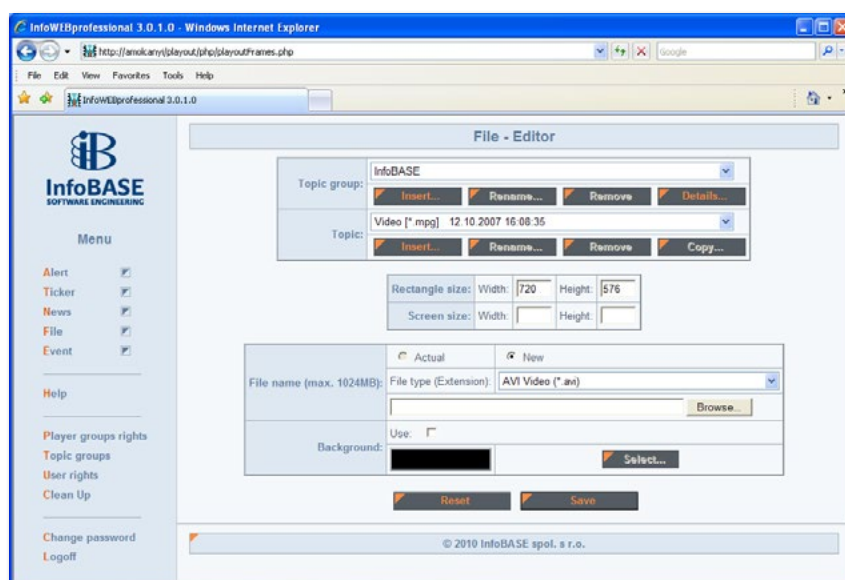 InfoWEBprofessional 3.0.1.0 - Windows Internet Explorer
http://amolcanyi/playout/php/playoutFrames.php
Google
File Edit View Favorites Tools Help
InfoWEBprofessional 3.0.1.0
iB
InfoBASE
SOFTWARE ENGINEERING
Menu
Alert
Ticker
News
File
Event
Help
Player groups rights
Topic groups
User rights
Clean Up
Change password
Logoff
File - Editor
Topic group: InfoBASE
Insert... Rename... Remove Details...
Topic: Video [*.mpg] 12.10.2007 16:08:35
Insert... Rename... Remove Copy...
Rectangle size: Width: 720 Height: 576
Screen size: Width: Height:
File name (max. 1024MB): Actual New
File type (Extension): AVI Video (*.avi)
Browse...
Background: Use:
Select...
Reset Save
© 2010 InfoBASE spol. s r.o.